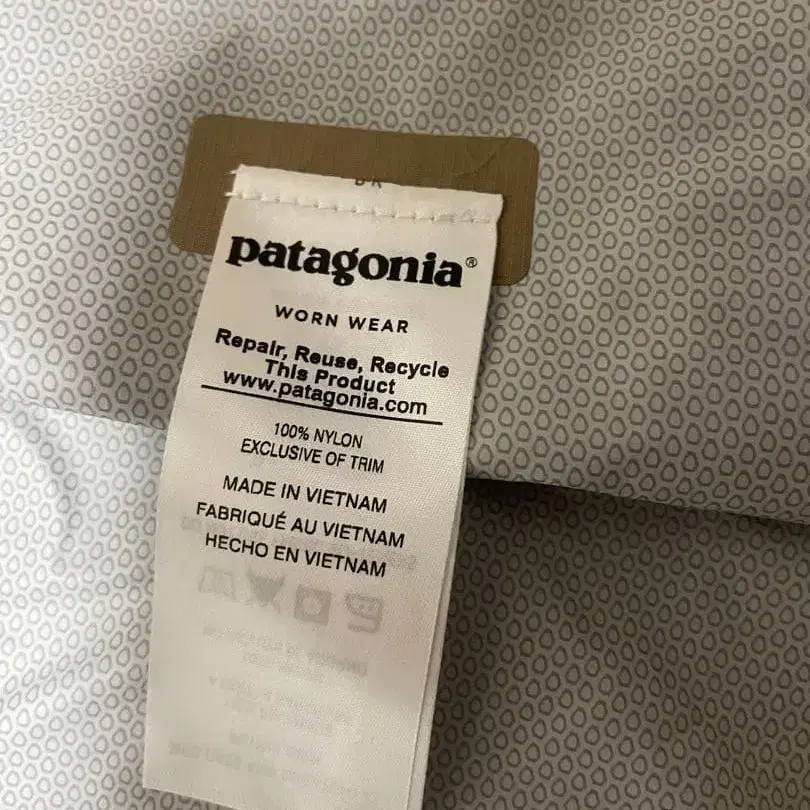 patagonia®
WORN WEAR
Repair, Reuse, Recycle
This Product
www.patagonia.com
100% NYLON
EXCLUSIVE OF TRIM
MADE IN VIETNAM
FABRIQUÉ AU VIETNAM
HECHO EN VIETNAM